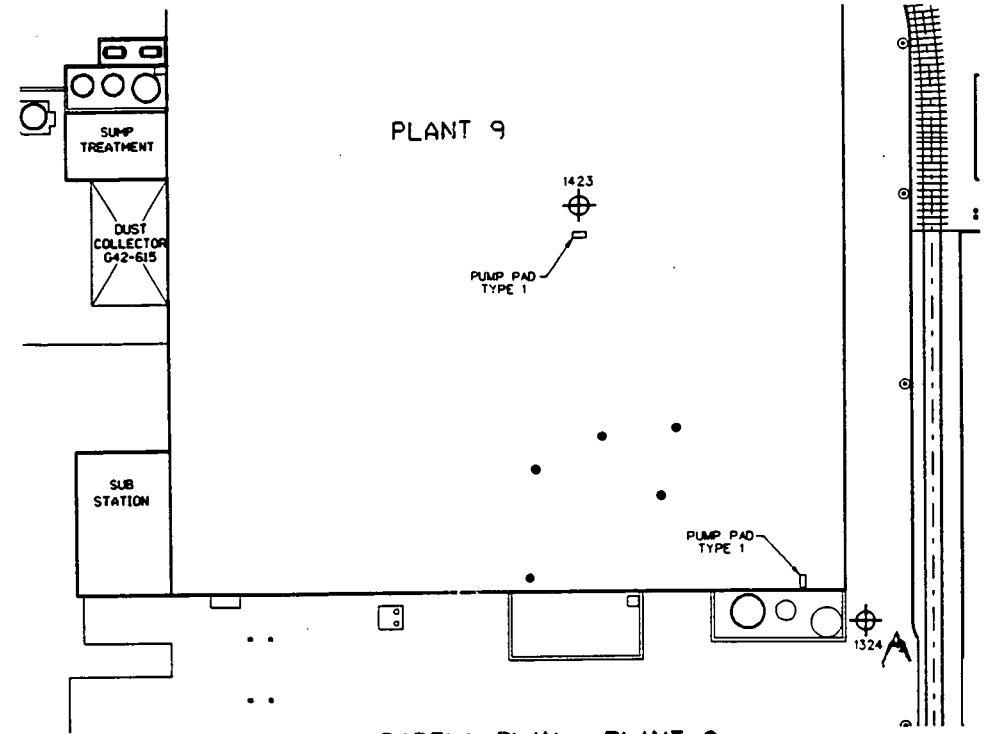 PLANT 9
SUMP
TREATMENT
1423
DUST
COLLECTOR
G42-615
PUMP PAD
TYPE 1
SUB
STATION
PUMP PAD
TYPE 1
1324